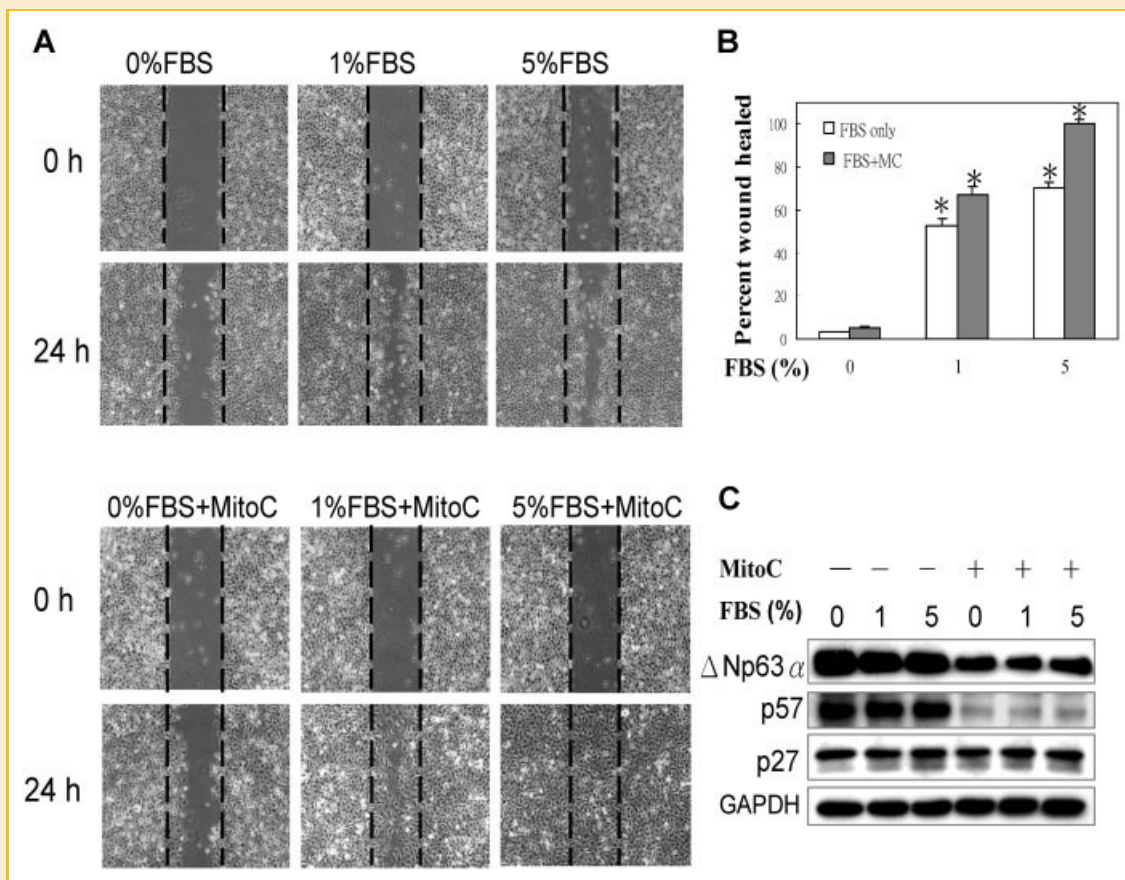 A
0%FBS 1%FBS 5%FBS
0 h
24 h
0%FBS+MitoC 1%FBS+MitoC 5%FBS+MitoC
0 h
24 h
B
Percent wound healed
100
80
60
40
20
0
FBS only
FBS+MC
* * * *
FBS (%) 0 1 5
C
MitoC — − − + + +
FBS (%) 0 1 5 0 1 5
Δ Np63 α
p57
p27
GAPDH